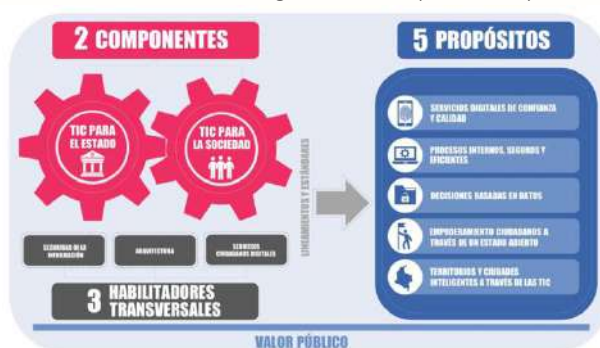 2 COMPONENTES
TIC PARA
EL ESTADO
TIC PARA
LA SOCIEDAD
SEGURIDAD DE LA
INFORMACIÓN
ARQUITECTURA
SERVICIOS
CIUDADANOS DIGITALES
3 HABILITADORES
TRANSVERSALES
LINEAMIENTOS Y ESTÁNDARES
5 PROPÓSITOS
SERVICIOS DIGITALES DE CONFIANZA
Y CALIDAD
PROCESOS INTERNOS, SEGUROS Y
EFICIENTES
DECISIONES BASADAS EN DATOS
EMPODERAMIENTO CIUDADANOS A
TRAVÉS DE UN ESTADO ABIERTO
TERRITORIOS Y CIUDADES
INTELIGENTES A TRAVÉS DE LAS TIC
VALOR PÚBLICO